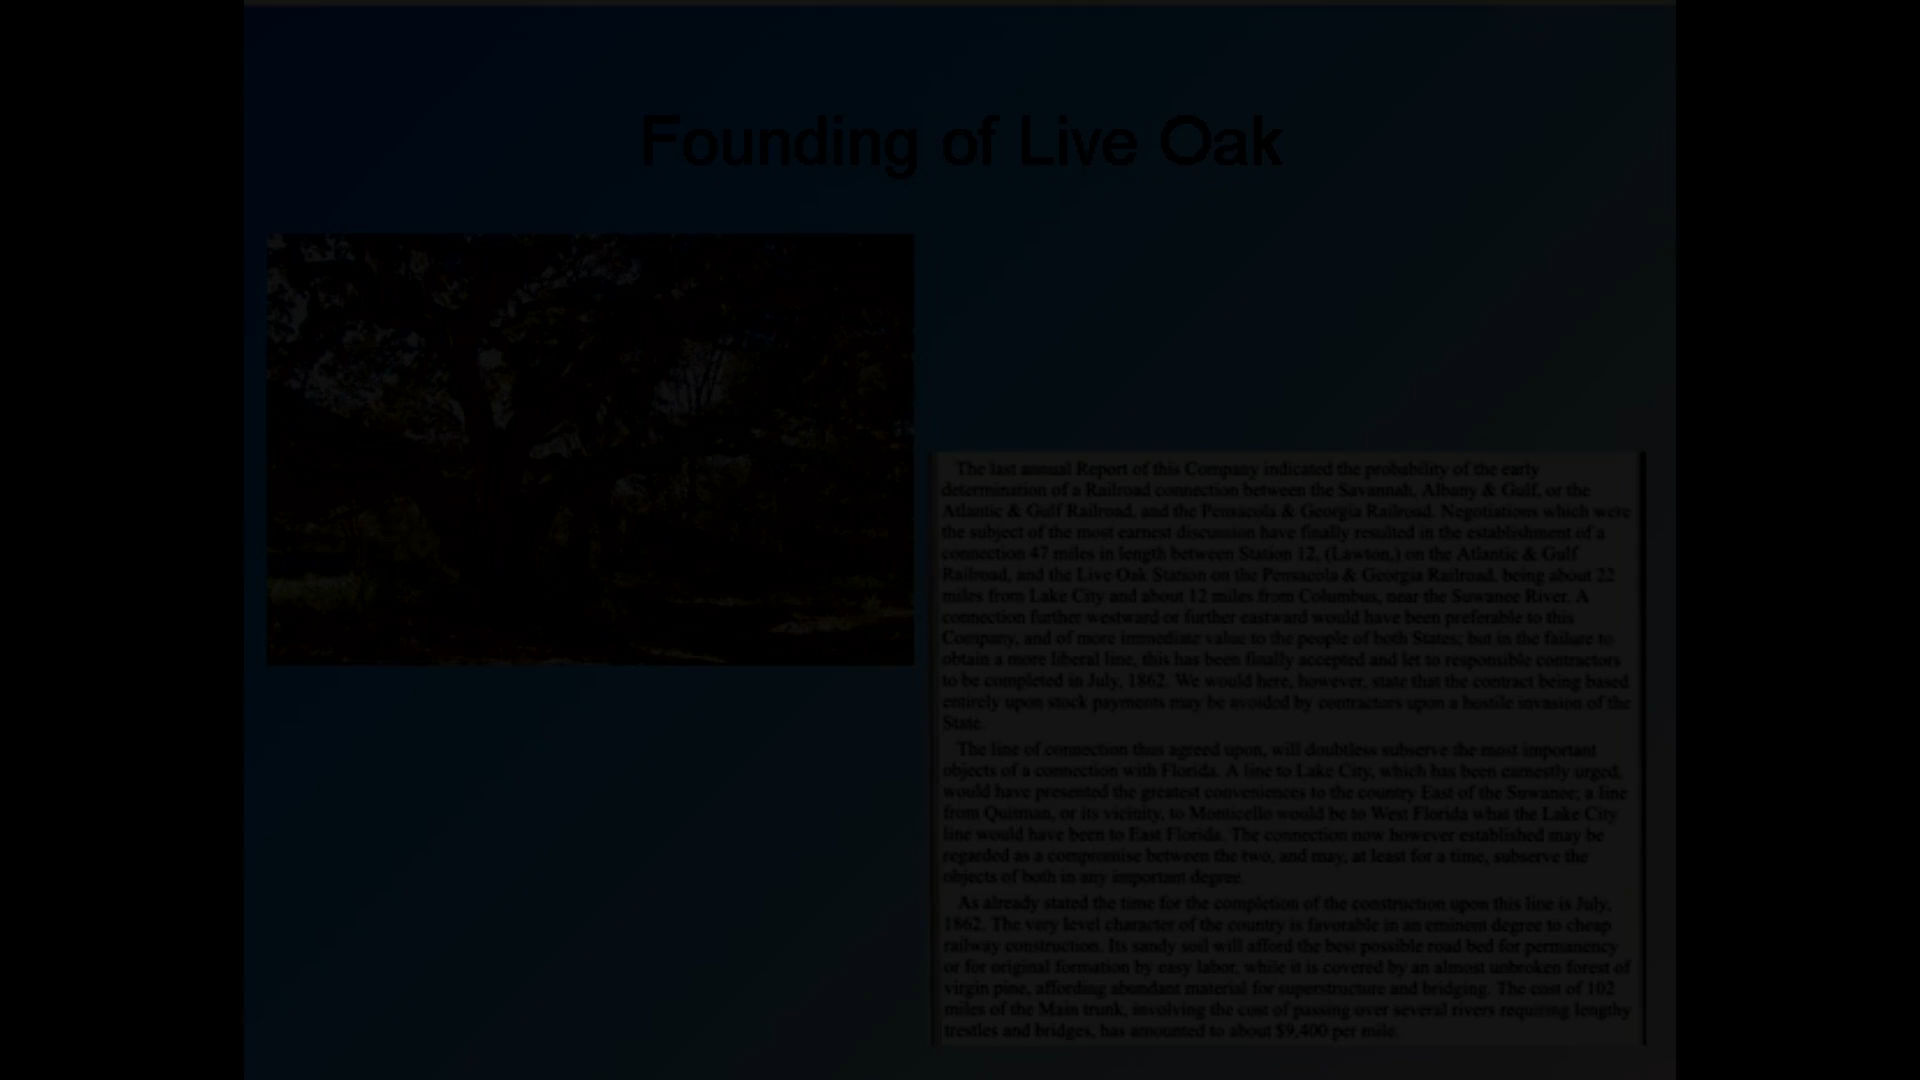 Founding of Live Oak
The last annual Report of this Company indicated the probability of the early
determination of a Railroad connection between the Savannah, Albany & Gulf, or the
Atlantic & Gulf Railroad, and the Pensacola & Georgia Railroad. Negotiations which were
the subject of the most earnest discussion have finally resulted in the establishment of a
connection 47 miles in length between Station 12, (Lawton,) on the Atlantic & Gulf
Railroad, and the Live Oak Station on the Pensacola & Georgia Railroad, being about 22
miles from Lake City and about 12 miles from Columbus, near the Suwanee River. A
connection further westward or further eastward would have been preferable to this
Company, and of more immediate value to the people of both States; but in the failure to
obtain a more liberal line, this has been finally accepted and let to responsible contractors
to be completed in July, 1862. We would here, however, state that the contract being based
entirely upon stock payments may be avoided by contractors upon a hostile invasion of the
State.
The line of connection thus agreed upon, will doubtless subserve the most important
objects of a connection with Florida. A line to Lake City, which has been earnestly urged,
would have presented the greatest conveniences to the country East of the Suwanee; a line
from Quitman, or its vicinity, to Monticello would be to West Florida what the Lake City
line would have been to East Florida. The connection now however established may be
regarded as a compromise between the two, and may, at least for a time, subserve the
objects of both in any important degree.
As already stated the time for the completion of the construction upon this line is July,
1862. The very level character of the country is favorable in an eminent degree to cheap
railway construction. Its sandy soil will afford the best possible road bed for permanency
or for original formation by easy labor, while it is covered by an almost unbroken forest of
virgin pine, affording abundant material for superstructure and bridging. The cost of 102
miles of the Main trunk, involving the cost of passing over several rivers requiring lengthy
trestles and bridges, has amounted to about $9,400 per mile.